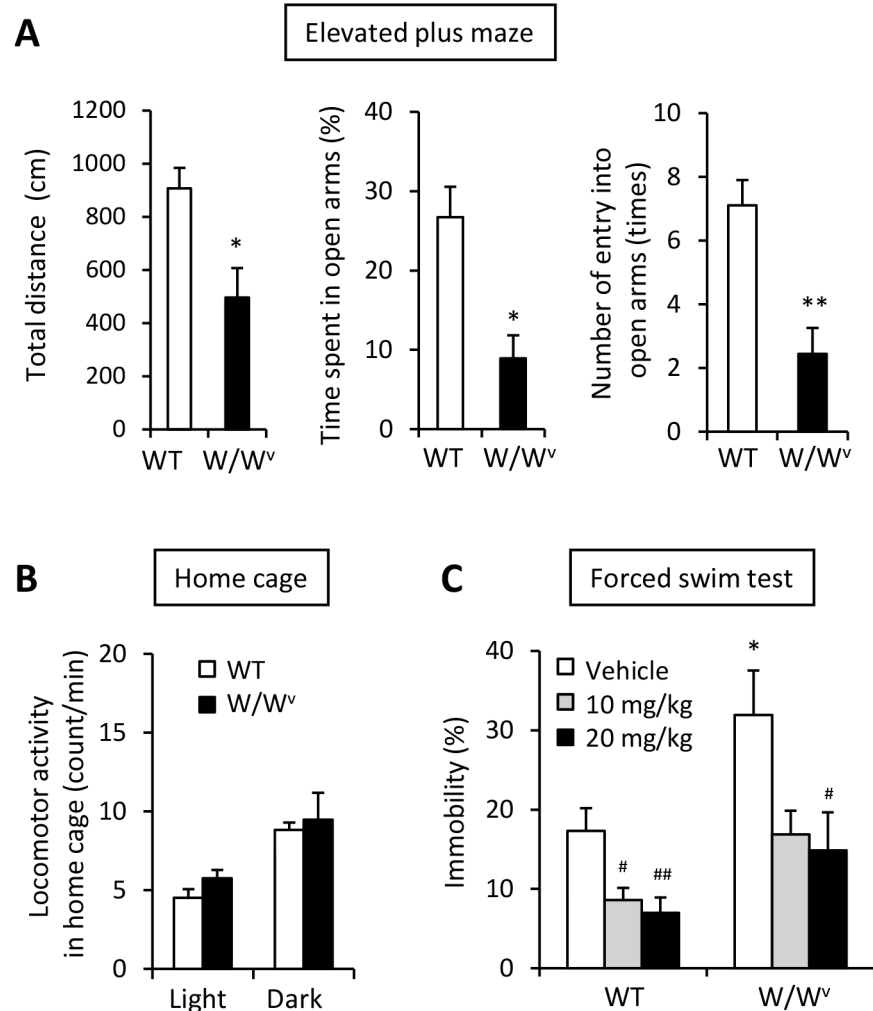 A
Elevated plus maze
Total distance (cm)
1200
1000
800
600
400
200
0
*
WT W/Wᵛ
Time spent in open arms (%)
40
30
20
10
0
*
WT W/Wᵛ
Number of entry into
open arms (times)
10
8
6
4
2
0
**
WT W/Wᵛ
B
Home cage
Locomotor activity
in home cage (count/min)
20
15
10
5
0
WT
W/Wᵛ
Light Dark
C
Forced swim test
Immobility (%)
40
30
20
10
0
Vehicle
10 mg/kg
20 mg/kg
# ## * #
WT W/Wᵛ